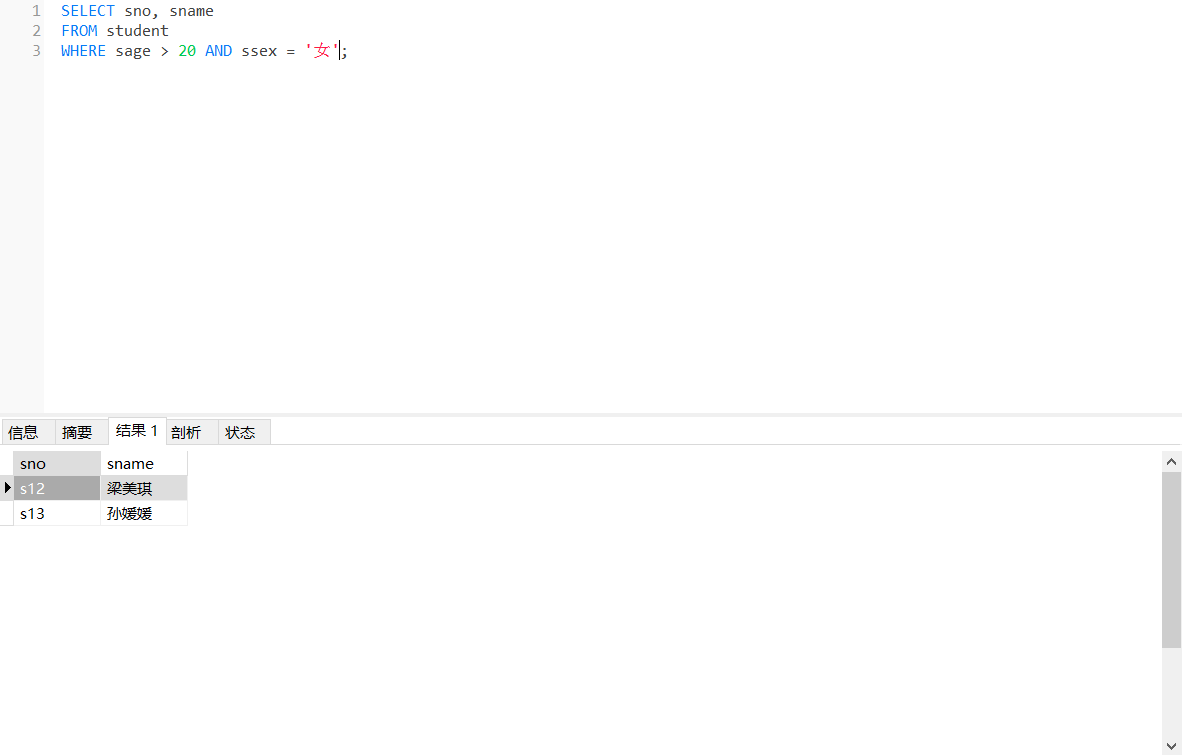 1 SELECT sno, sname
2 FROM student
3 WHERE sage > 20 AND ssex = '女';
信息 摘要 结果 1 剖析 状态
sno sname
s12 梁美琪
s13 孙媛媛